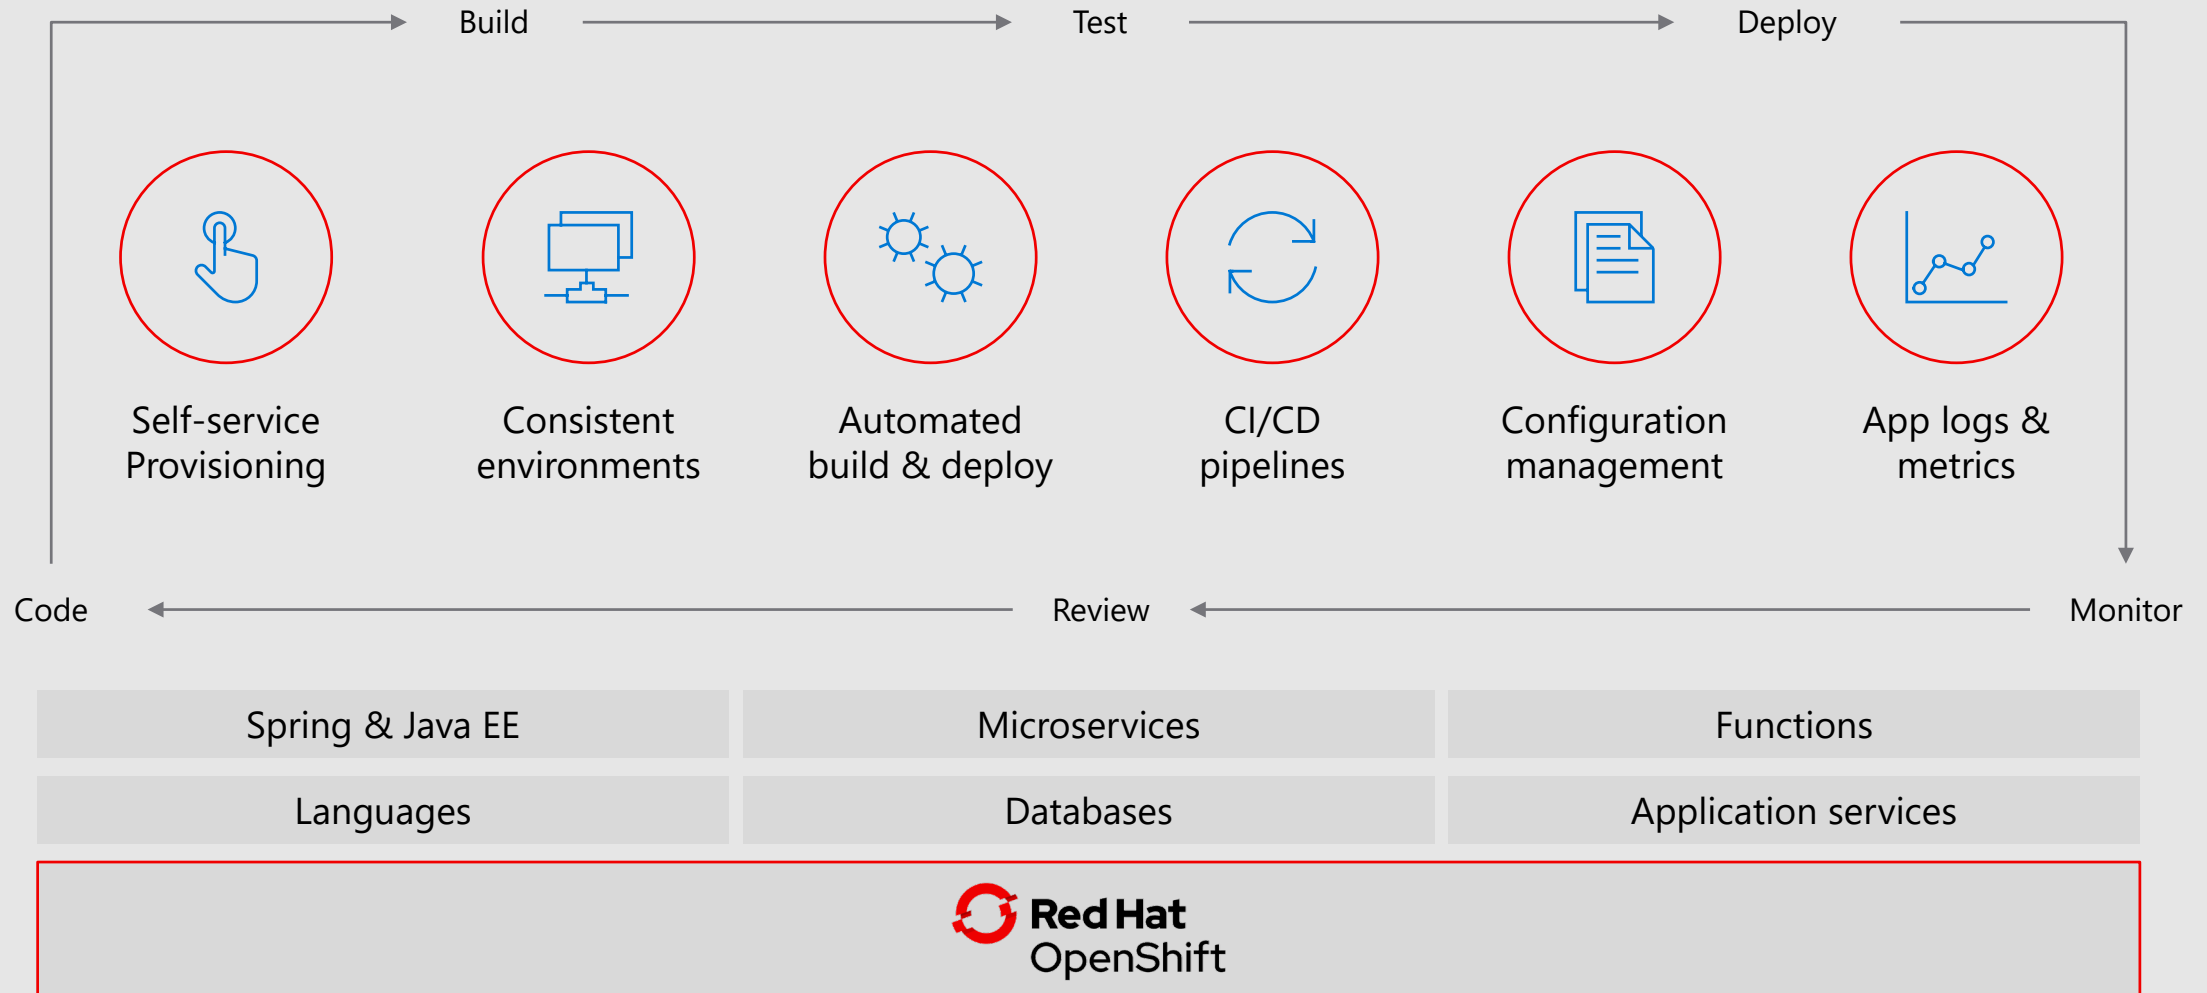 Build
Test
Deploy
Self-service
Provisioning
Consistent
environments
Automated
build & deploy
CI/CD
pipelines
Configuration
management
App logs &
metrics
Code
Review
Monitor
Spring & Java EE
Microservices
Functions
Languages
Databases
Application services
Red Hat
OpenShift